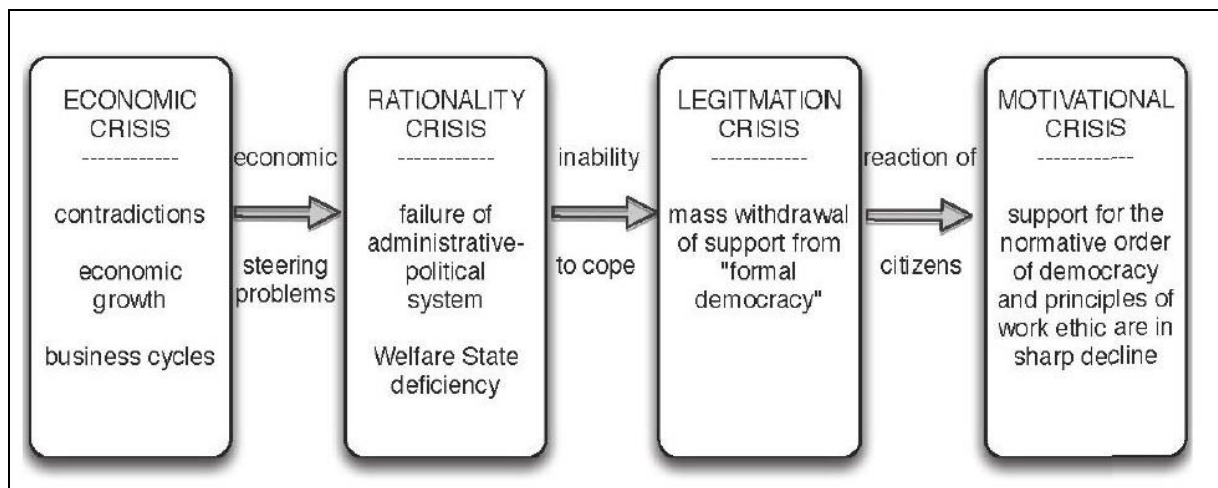 ECONOMIC
CRISIS
------------
contradictions
economic
growth
business cycles
economic
steering
problems
RATIONALITY
CRISIS
------------
failure of
administrative-
political
system
Welfare State
deficiency
inability
to cope
LEGITMATION
CRISIS
------------
mass withdrawal
of support from
"formal
democracy"
reaction of
citizens
MOTIVATIONAL
CRISIS
------------
support for the
normative order
of democracy
and principles of
work ethic are in
sharp decline